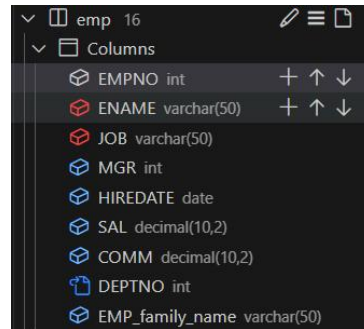 emp 16
Columns
EMPNO int
ENAME varchar(50)
JOB varchar(50)
MGR int
HIREDATE date
SAL decimal(10,2)
COMM decimal(10,2)
DEPTNO int
EMP_family_name varchar(50)